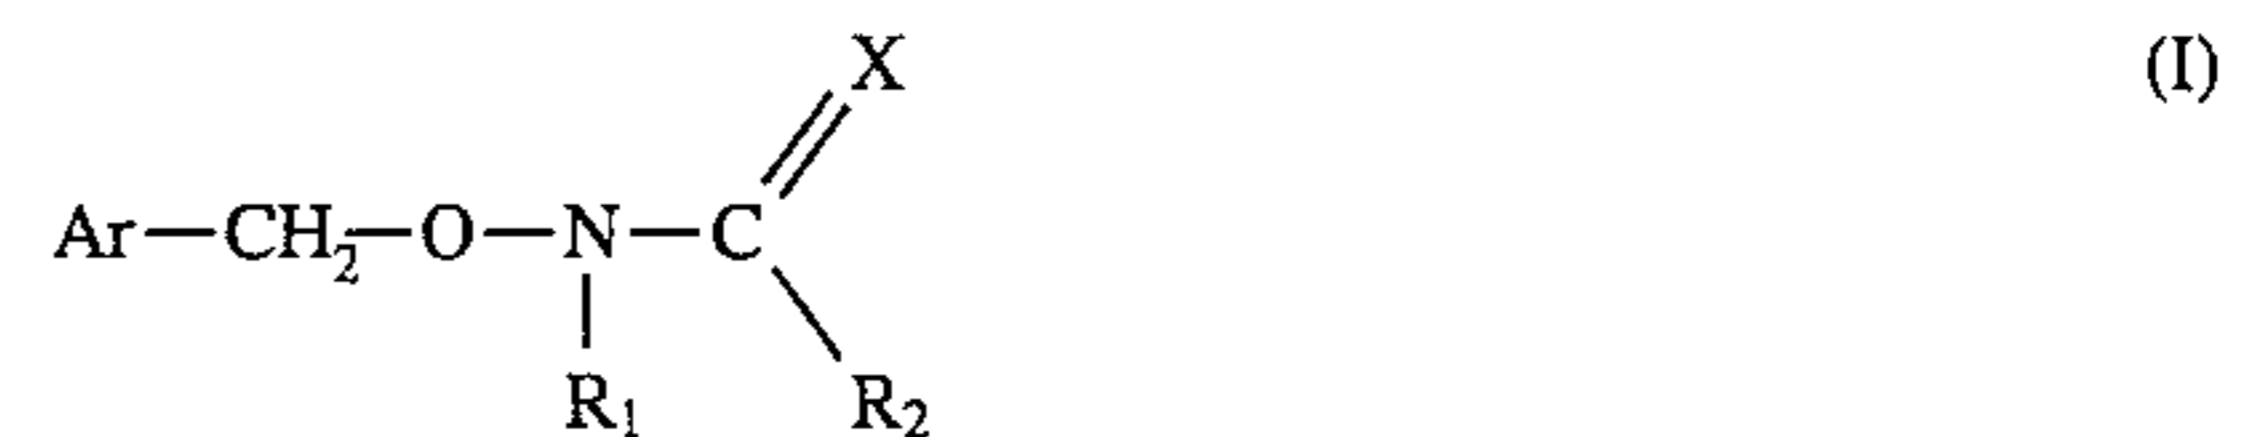 X (I)
Ar—CH₂—O—N—C
R₁ R₂